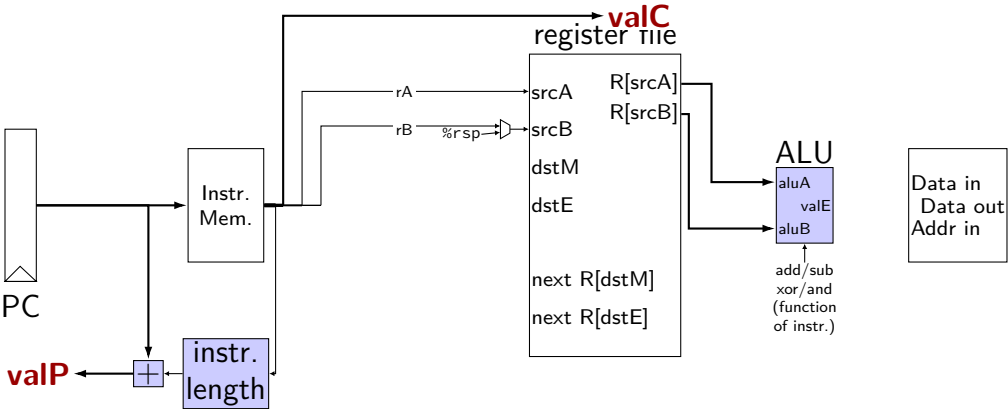 valC
register file
R[srcA]
rA
srcA
R[srcB]
rB
%rsp
srcB
ALU
Instr.
Mem.
dstM
aluA
valE
aluB
Data in
Data out
Addr in
dstE
add/sub
xor/and
(function
of instr.)
next R[dstM]
PC
next R[dstE]
instr.
length
+
valP